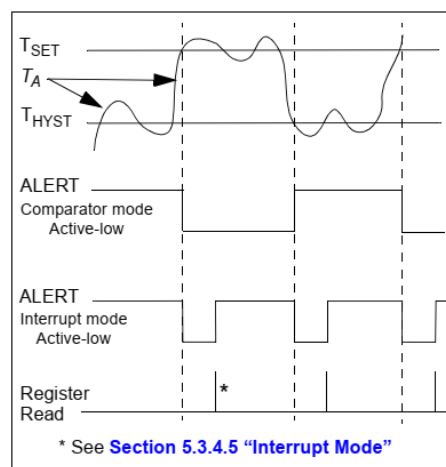 TSET
TA
THYST
ALERT
Comparator mode
Active-low
ALERT
Interrupt mode
Active-low
Register
Read
*
* See Section 5.3.4.5 “Interrupt Mode”